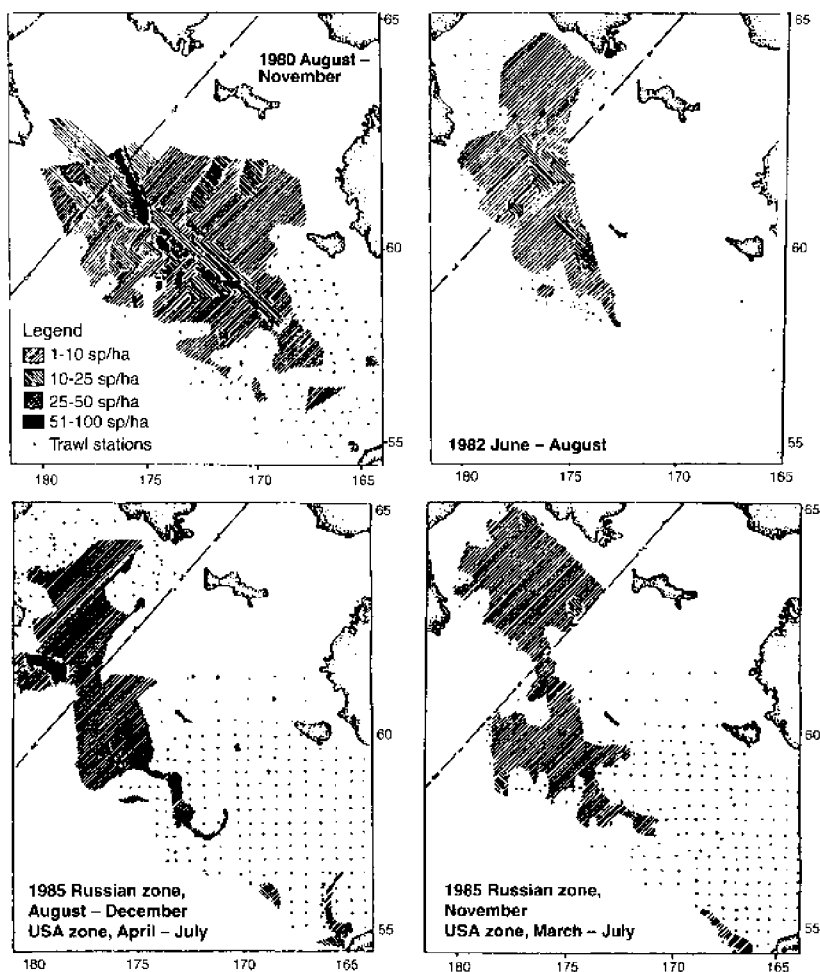 1980 August –
November
65
60
55
Legend
1-10 sp/ha
10-25 sp/ha
25-50 sp/ha
51-100 sp/ha
Trawl stations
180
175
170
165
65
60
55
1982 June – August
180
175
170
165
65
60
55
1985 Russian zone,
August – December
USA zone, April – July
180
175
170
165
65
60
55
1985 Russian zone,
November
USA zone, March – July
180
175
170
165